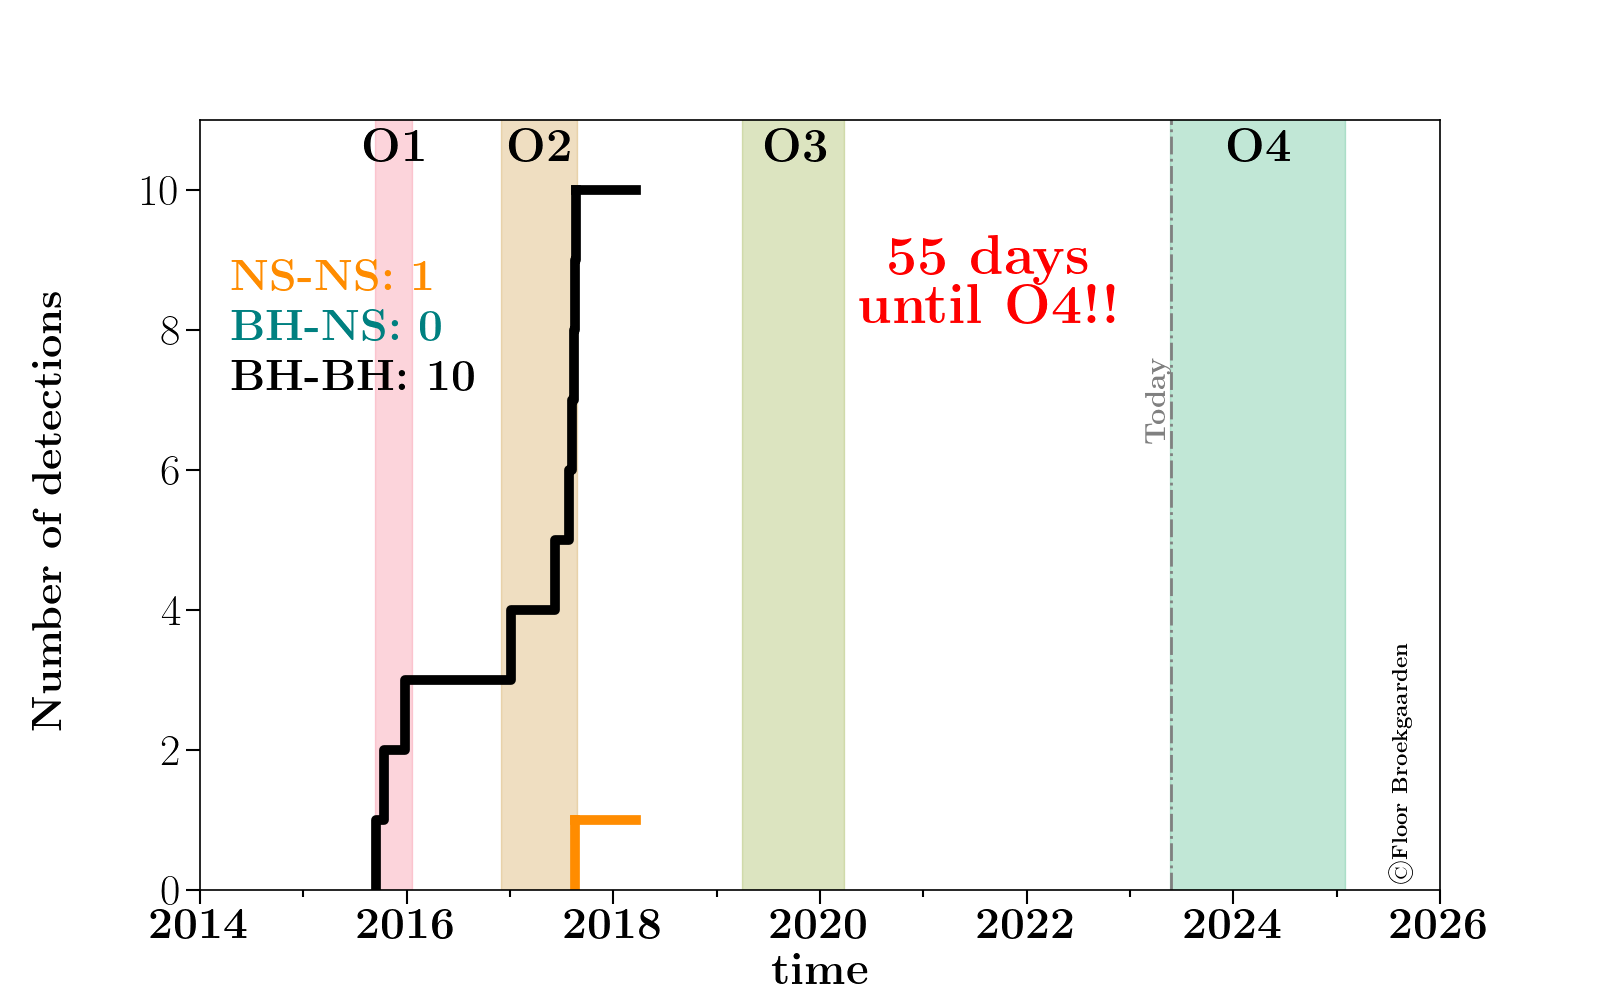 O1 O2 O3 O4
10
8
6
4
2
0
Number of detections
NS-NS: 1
BH-NS: 0
BH-BH: 10
55 days
until O4!!
Today
©Floor Broekgaarden
2014 2016 2018 2020 2022 2024 2026
time